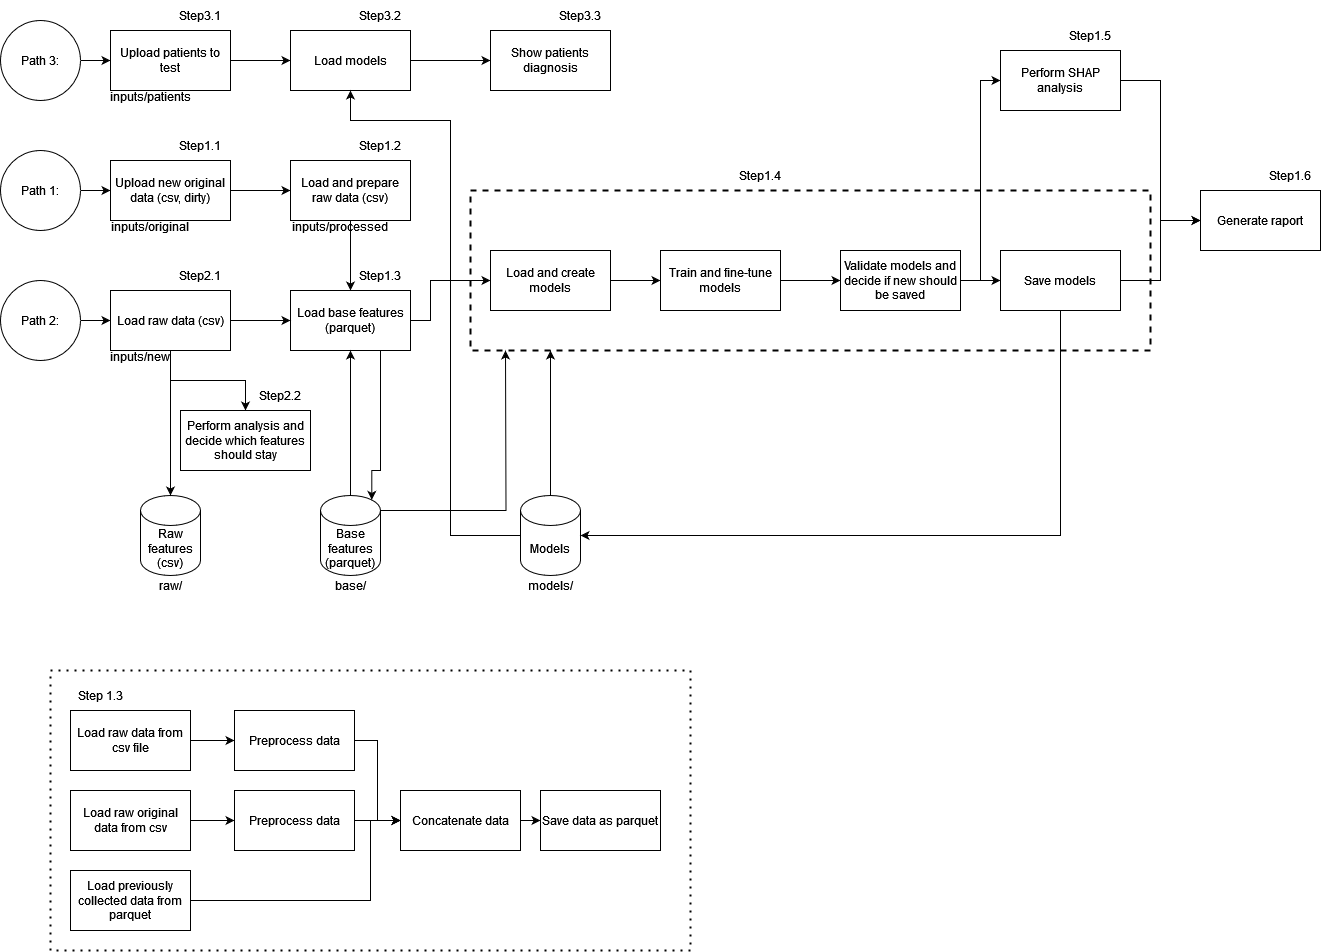 Step3.1
Step3.2
Step3.3
Path 3:
Upload patients to
test
inputs/patients
Load models
Show patients
diagnosis
Step1.5
Perform SHAP
analysis
Step1.1
Step1.2
Path 1:
Upload new original
data (csv, dirty)
inputs/original
Load and prepare
raw data (csv)
inputs/processed
Step1.4
Step1.6
Generate raport
Step2.1
Step1.3
Path 2:
Load raw data (csv)
inputs/new
Load base features
(parquet)
Load and create
models
Train and fine-tune
models
Validate models and
decide if new should
be saved
Save models
Step2.2
Perform analysis and
decide which features
should stay
Raw
features
(csv)
raw/
Base
features
(parquet)
base/
Models
models/
Step 1.3
Load raw data from
csv file
Preprocess data
Load raw original
data from csv
Preprocess data
Concatenate data
Save data as parquet
Load previously
collected data from
parquet